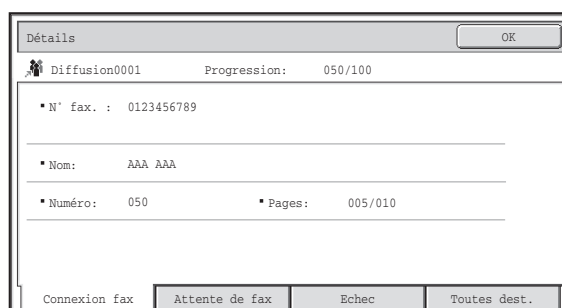 Détails OK
Diffusion0001 Progression: 050/100
▪ N° fax. : 0123456789
▪ Nom: AAA AAA
▪ Numéro: 050 ▪ Pages: 005/010
Connexion fax Attente de fax Echec Toutes dest.